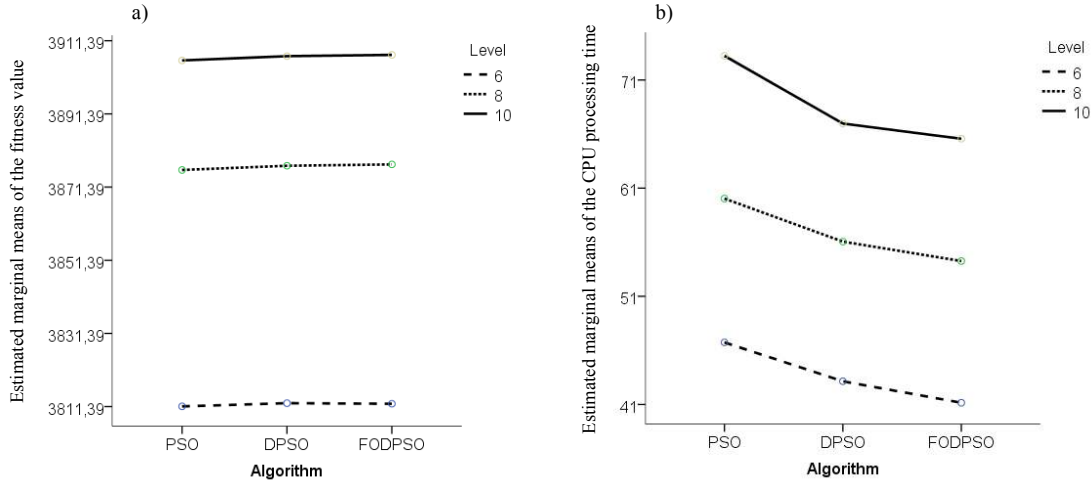 a)
Estimated marginal means of the fitness value
3911,39
3891,39
3871,39
3851,39
3831,39
3811,39
PSO
DPSO
FODPSO
Algorithm
Level
6
8
10
b)
Estimated marginal means of the CPU processing time
71
61
51
41
PSO
DPSO
FODPSO
Algorithm
Level
6
8
10